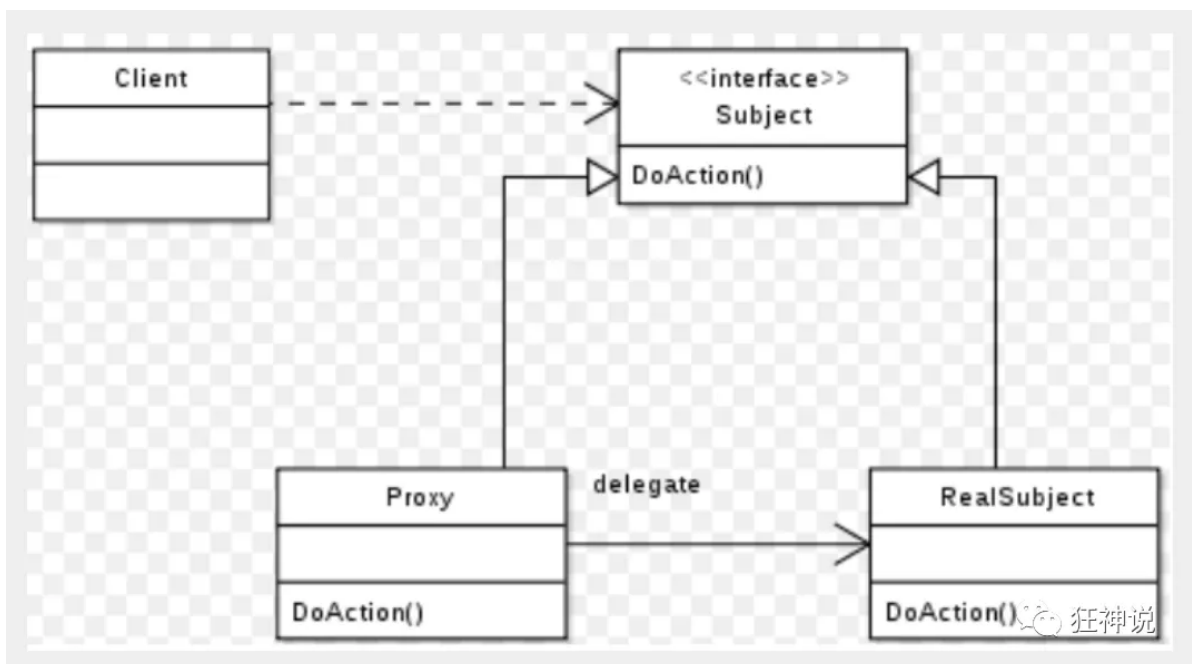 Client
<<interface>>
Subject
DoAction()
delegate
Proxy
RealSubject
DoAction()
DoAction()
狂神说